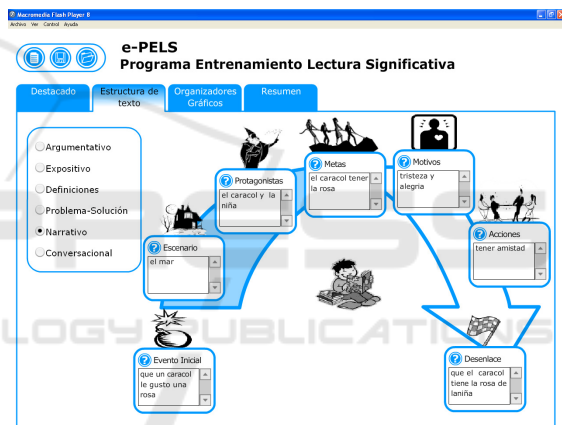 Macromedia Flash Player 8
Archivo Ver Control Ayuda
e-PELS
Programa Entrenamiento Lectura Significativa
Destacado
Estructura de
texto
Organizadores
Gráficos
Resumen
Argumentativo
Expositivo
Definiciones
Problema-Solución
Narrativo
Conversacional
? Evento Inicial
que un caracol
le gusto una
rosa
? Escenario
el mar
? Protagonistas
el caracol y la
niña
? Metas
el caracol tener
la rosa
? Motivos
tristeza y
alegria
? Acciones
tener amistad
? Desenlace
que el caracol
tiene la rosa de
laniña
LOGY PUBLICATIONS